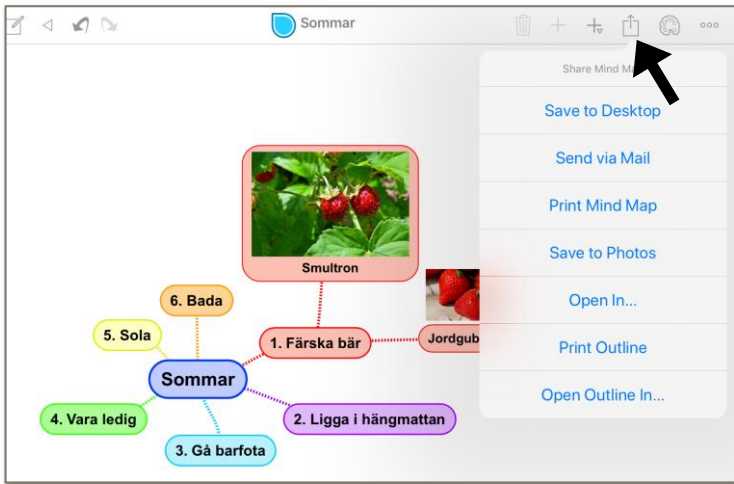 Sommar
Share Mind
Save to Desktop
Send via Mail
Print Mind Map
Save to Photos
Open In...
Print Outline
Open Outline In...
Smultron
6. Bada
5. Sola
1. Färska bär
Jordgub
Sommar
4. Vara ledig
2. Ligga i hängmattan
3. Gå barfota